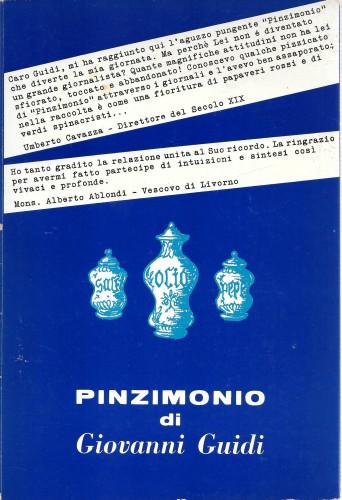 Caro Guidi, mi ha raggiunto qui l'aguzzo pungente "Pinzimonio"
che diverte la mia giornata. Ma perchè Lei non è diventato
un grande giornalista? Quante magnifiche attitudini non ha lei
sfiorato, toccato e abbandonato! Conoscevo qualche pizzicato
di "Pinzimonio" attraverso i giornali e l'avevo ben assaporato;
nella raccolta è come una fioritura di papaveri rossi e di
verdi spinacristi...
Umberto Cavazza - Direttore del Secolo XIX
Ho tanto gradito la relazione unita al Suo ricordo. La ringrazio
per avermi fatto partecipe di intuizioni e sintesi così
vivaci e profonde.
Mons. Alberto Ablondi - Vescovo di Livorno
sale
olio
pepe
PINZIMONIO
di
Giovanni Guidi